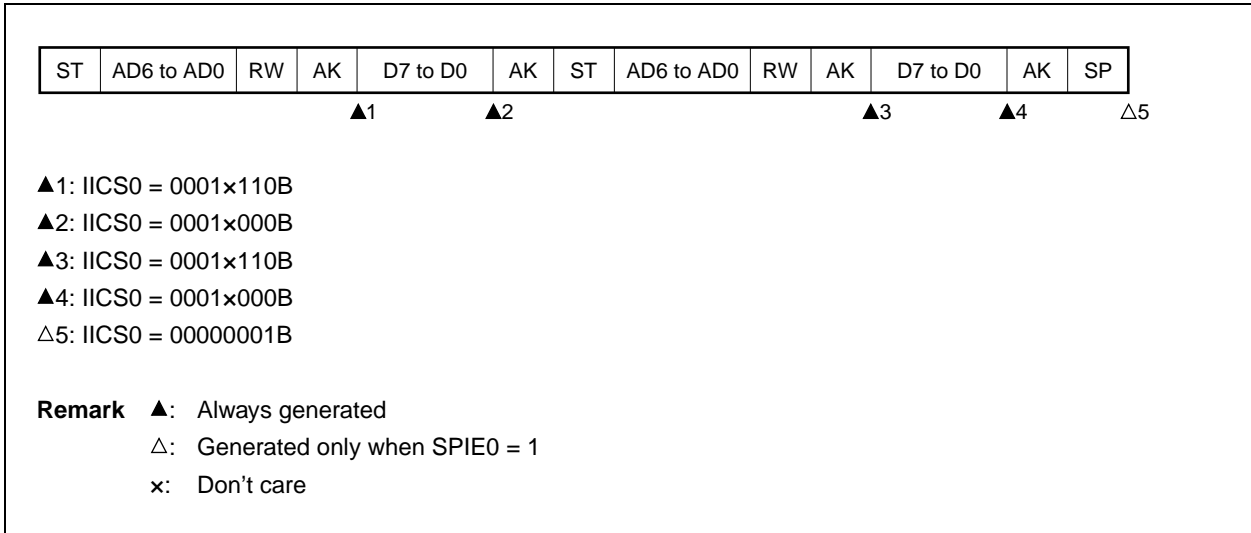 ST AD6 to AD0 RW AK D7 to D0 AK ST AD6 to AD0 RW AK D7 to D0 AK SP
▲1 ▲2 ▲3 ▲4 △5
▲1: IICS0 = 0001×110B
▲2: IICS0 = 0001×000B
▲3: IICS0 = 0001×110B
▲4: IICS0 = 0001×000B
△5: IICS0 = 00000001B
Remark ▲: Always generated
△: Generated only when SPIE0 = 1
×: Don't care